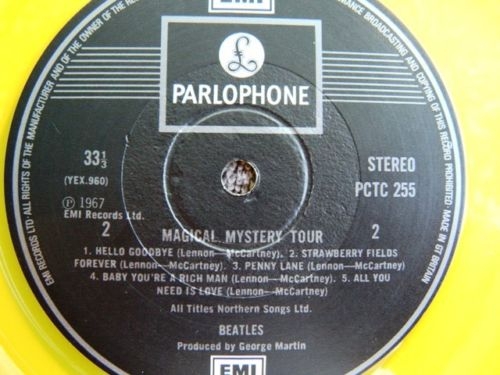 EMI
£
PARLOPHONE
33 1/3
(YEX.960)
STEREO
PCTC 255
℗ 1967
EMI Records Ltd.
2
2
MAGICAL MYSTERY TOUR
1. HELLO GOODBYE (Lennon—McCartney) 2. STRAWBERRY FIELDS
FOREVER (Lennon—McCartney) 3. PENNY LANE (Lennon—McCartney)
4. BABY YOU'RE A RICH MAN (Lennon—McCartney) 5. ALL YOU
NEED IS LOVE (Lennon—McCartney)
All Titles Northern Songs Ltd.
BEATLES
Produced by George Martin
EMI
EMI RECORDS LTD · ALL RIGHTS OF THE MANUFACTURER AND OF THE OWNER OF THE
BROADCASTING AND COPYING OF THIS RECORD PROHIBITED · MADE IN GT BRITAIN